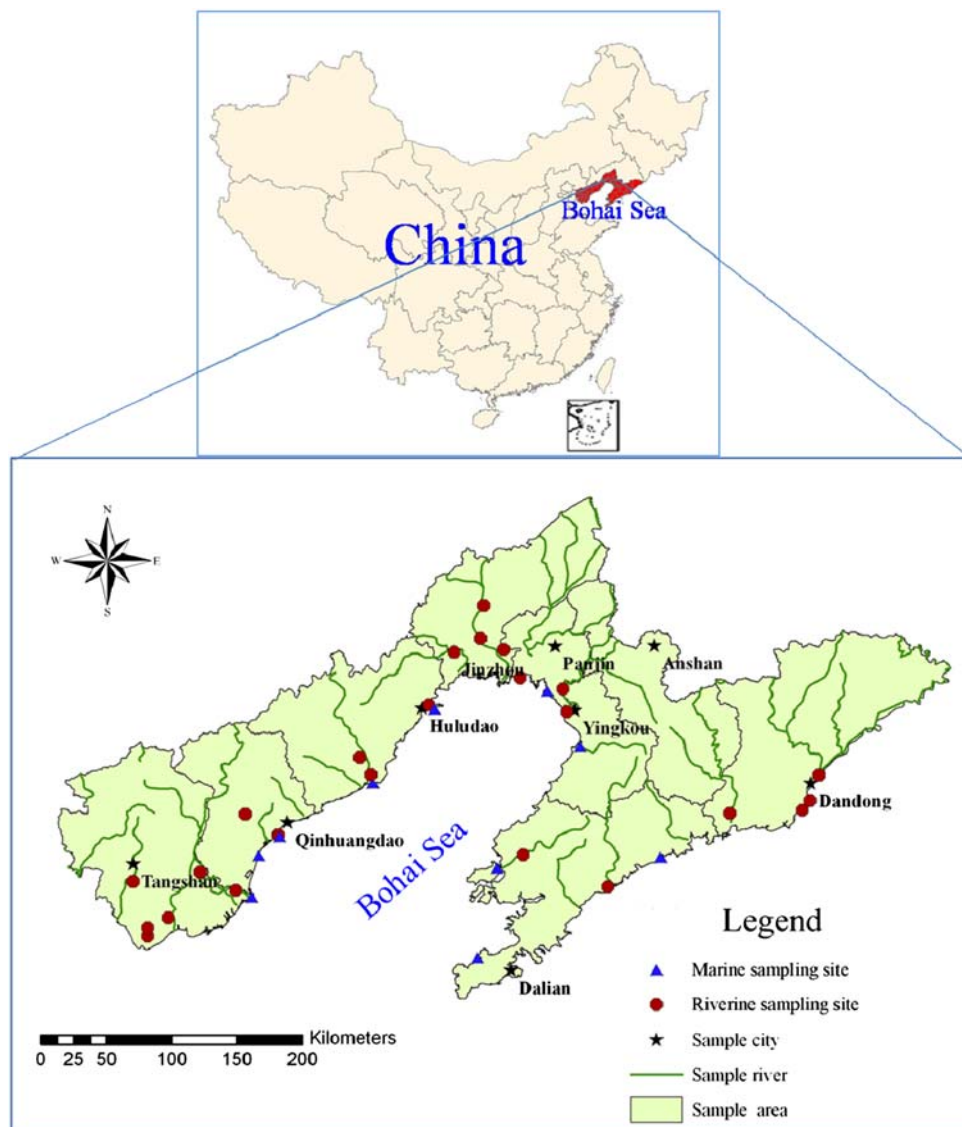 Bohai Sea
China
N
W
E
S
Panjin
Anshan
Jinzhou
Huludao
Yingkou
Dandong
Qinhuangdao
Tangshan
Bohai Sea
Dalian
Legend
Marine sampling site
Riverine sampling site
Sample city
Sample river
Sample area
Kilometers
0 25 50 100 150 200